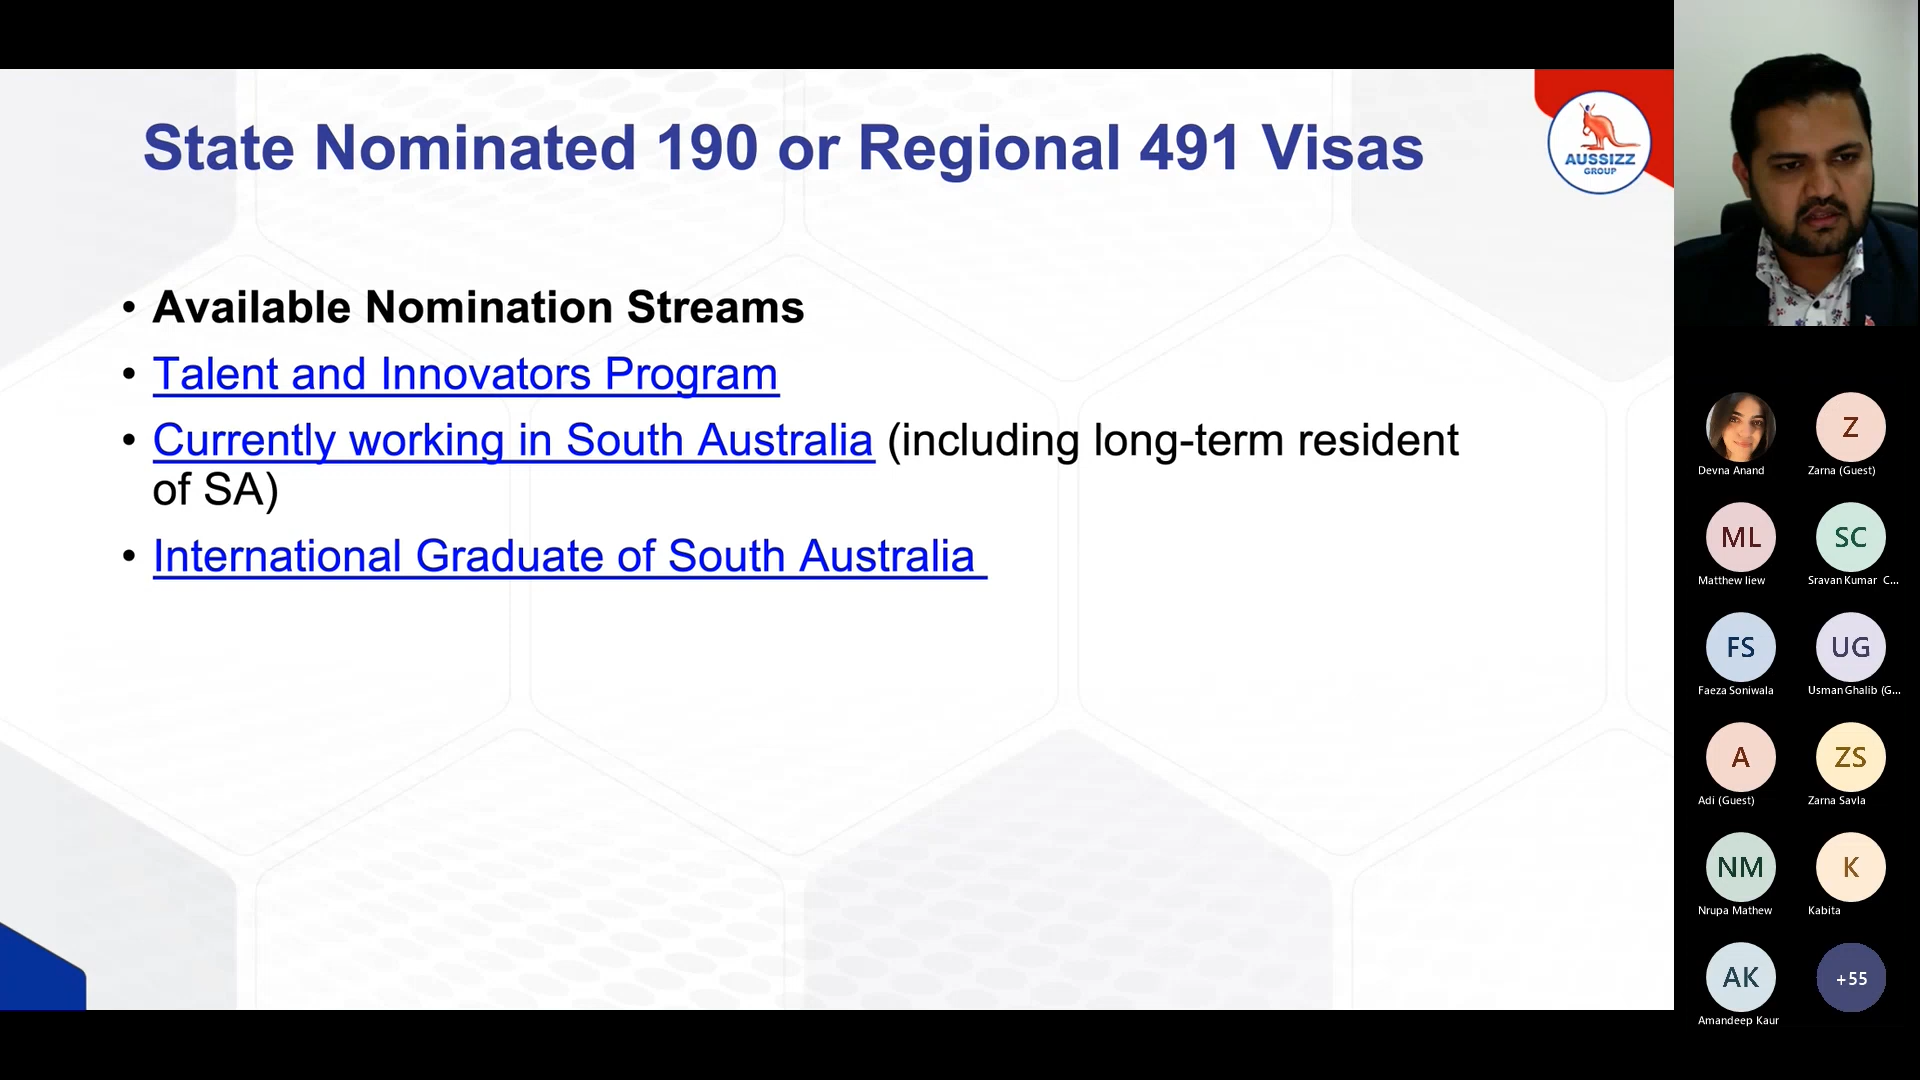 State Nominated 190 or Regional 491 Visas
AUSSIZZ
GROUP
• Available Nomination Streams
• Talent and Innovators Program
• Currently working in South Australia (including long-term resident
of SA)
• International Graduate of South Australia
Devna Anand
Z
Zarna (Guest)
ML
Matthew liew
SC
Sravan Kumar C...
FS
Faeza Soniwala
UG
Usman Ghalib (G...
A
Adi (Guest)
ZS
Zarna Savla
NM
Nrupa Mathew
K
Kabita
AK
Amandeep Kaur
+55